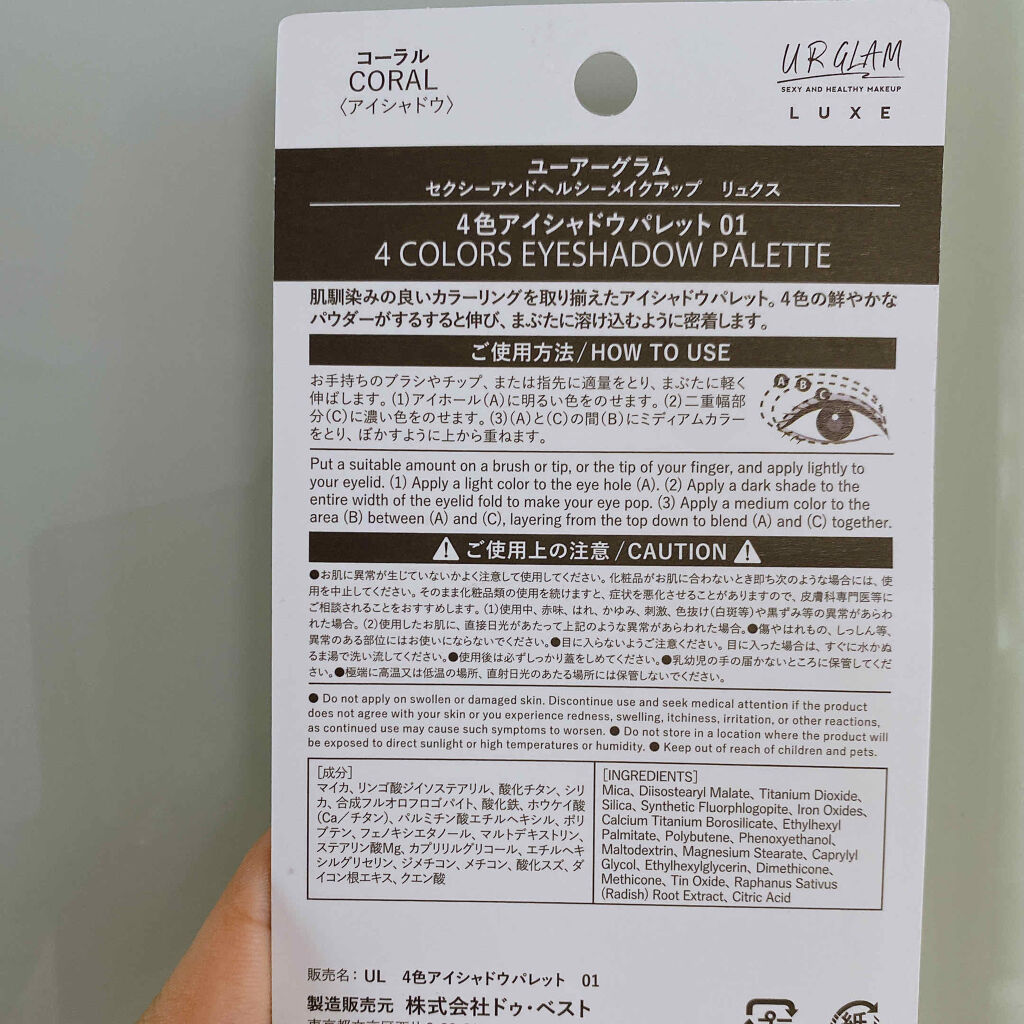 コーラル
CORAL
〈アイシャドウ〉
URGLAM
SEXY AND HEALTHY MAKEUP
LUXE
ユーアーグラム
セクシーアンドヘルシーメイクアップ リュクス
4色アイシャドウパレット 01
4 COLORS EYESHADOW PALETTE
肌馴染みの良いカラーリングを取り揃えたアイシャドウパレット。4色の鮮やかな
パウダーがするすると伸び、まぶたに溶け込むように密着します。
ご使用方法/HOW TO USE
お手持ちのブラシやチップ、または指先に適量をとり、まぶたに軽く
伸ばします。(1)アイホール(A)に明るい色をのせます。(2)二重幅部
分(C)に濃い色をのせます。(3)(A)と(C)の間(B)にミディアムカラー
をとり、ぼかすように上から重ねます。
A B C
Put a suitable amount on a brush or tip, or the tip of your finger, and apply lightly to
your eyelid. (1) Apply a light color to the eye hole (A). (2) Apply a dark shade to the
entire width of the eyelid fold to make your eye pop. (3) Apply a medium color to the
area (B) between (A) and (C), layering from the top down to blend (A) and (C) together.
ご使用上の注意/CAUTION
●お肌に異常が生じていないかよく注意して使用してください。化粧品がお肌に合わないとき即ち次のような場合には、使
用を中止してください。そのまま化粧品類の使用を続けますと、症状を悪化させることがありますので、皮膚科専門医等に
ご相談されることをおすすめします。(1)使用中、赤味、はれ、かゆみ、刺激、色抜け(白斑等)や黒ずみ等の異常があらわ
れた場合。(2)使用したお肌に、直接日光があたって上記のような異常があらわれた場合。●傷やはれもの、しっしん等、
異常のある部位にはお使いにならないでください。●目に入らないようご注意ください。目に入った場合は、すぐに水かぬ
るま湯で洗い流してください。●使用後は必ずしっかり蓋をしめてください。●乳幼児の手の届かないところに保管してくだ
さい。●極端に高温又は低温の場所、直射日光のあたる場所には保管しないでください。
● Do not apply on swollen or damaged skin. Discontinue use and seek medical attention if the product
does not agree with your skin or you experience redness, swelling, itchiness, irritation, or other reactions,
as continued use may cause such symptoms to worsen. ● Do not store in a location where the product will
be exposed to direct sunlight or high temperatures or humidity. ● Keep out of reach of children and pets.
[成分]
マイカ、リンゴ酸ジイソステアリル、酸化チタン、シリ
カ、合成フルオロフロゴパイト、酸化鉄、ホウケイ酸
(Ca/チタン)、パルミチン酸エチルヘキシル、ポリ
ブテン、フェノキシエタノール、マルトデキストリン、
ステアリン酸Mg、カプリリルグリコール、エチルヘキ
シルグリセリン、ジメチコン、メチコン、酸化スズ、ダ
イコン根エキス、クエン酸
[INGREDIENTS]
Mica、Diisostearyl Malate、Titanium Dioxide、
Silica、Synthetic Fluorphlogopite、Iron Oxides、
Calcium Titanium Borosilicate、Ethylhexyl
Palmitate、Polybutene、Phenoxyethanol、
Maltodextrin、Magnesium Stearate、Caprylyl
Glycol、Ethylhexylglycerin、Dimethicone、
Methicone、Tin Oxide、Raphanus Sativus
(Radish) Root Extract、Citric Acid
販売名：UL 4色アイシャドウパレット 01
製造販売元 株式会社ドゥ・ベスト